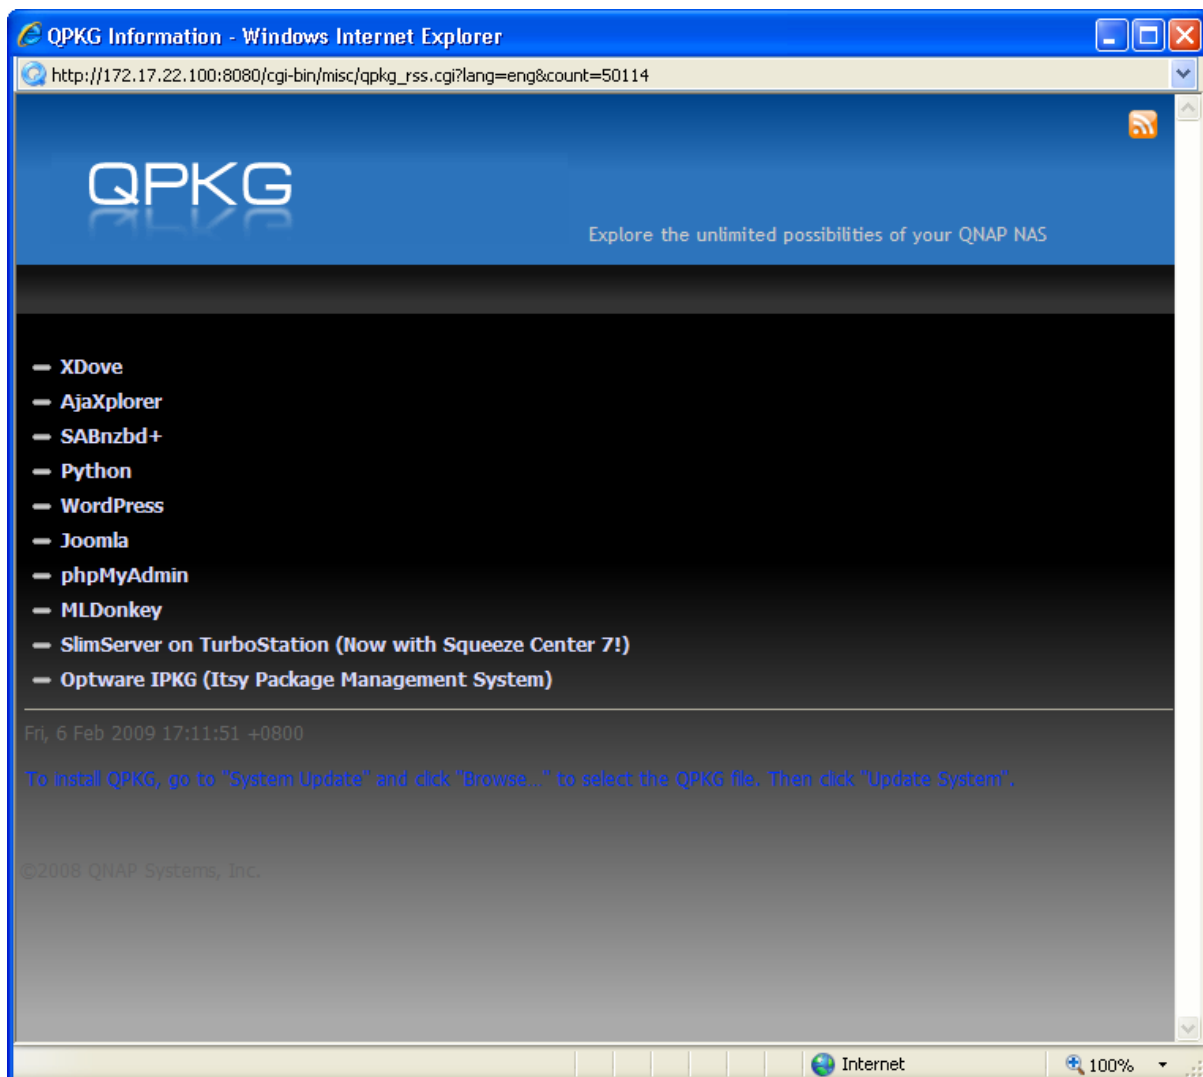 QPKG Information - Windows Internet Explorer
http://172.17.22.100:8080/cgi-bin/misc/qpkg_rss.cgi?lang=eng&count=50114
QPKG
Explore the unlimited possibilities of your QNAP NAS
XDove
AjaXplorer
SABnzbd+
Python
WordPress
Joomla
phpMyAdmin
MLDonkey
SlimServer on TurboStation (Now with Squeeze Center 7!)
Optware IPKG (Itsy Package Management System)
Fri, 6 Feb 2009 17:11:51 +0800
To install QPKG, go to "System Update" and click "Browse..." to select the QPKG file. Then click "Update System".
©2008 QNAP Systems, Inc.
Internet 100%